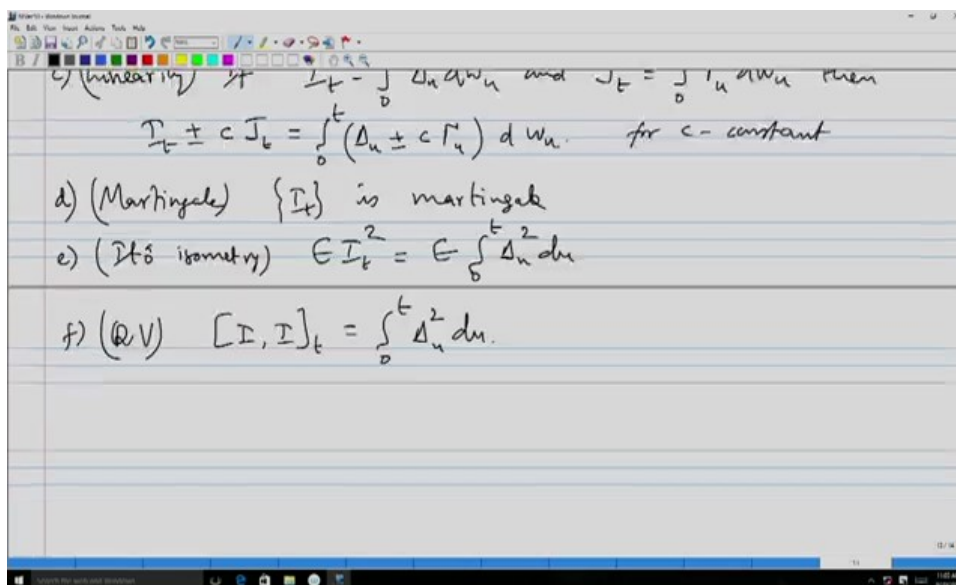 c) (Linearity) If I_t = ∫_0 Δ_u dW_u and J_t = ∫_0 Γ_u dW_u then
I_t ± c J_t = ∫_0^t (Δ_u ± c Γ_u) d W_u. for c - constant
d) (Martingale) {I_t} is martingale
e) (Itô isometry) E I_t^2 = E ∫_0^t Δ_u^2 du
f) (QV) [I, I]_t = ∫_0^t Δ_u^2 du.